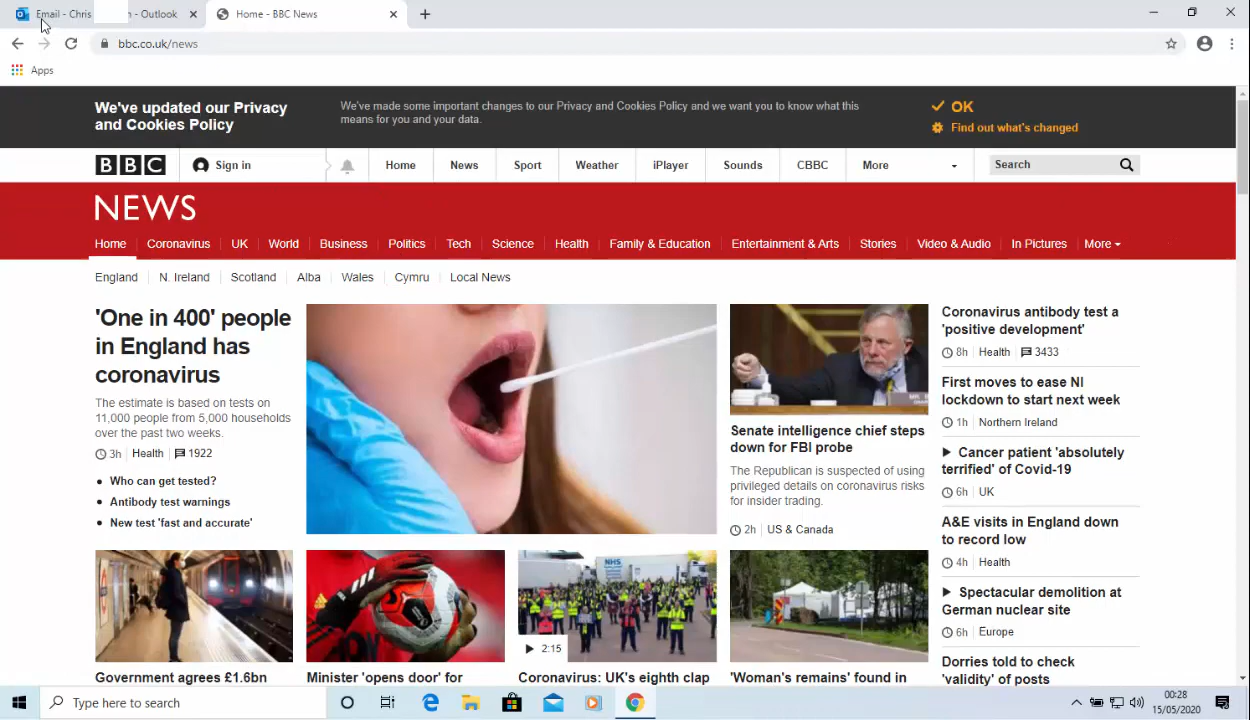 Email - Chris n - Outlook
Home - BBC News
bbc.co.uk/news
Apps
We've updated our Privacy
and Cookies Policy
We've made some important changes to our Privacy and Cookies Policy and we want you to know what this
means for you and your data.
OK
Find out what's changed
BBC
Sign in
Home
News
Sport
Weather
iPlayer
Sounds
CBBC
More
Search
NEWS
Home
Coronavirus
UK
World
Business
Politics
Tech
Science
Health
Family & Education
Entertainment & Arts
Stories
Video & Audio
In Pictures
More
England
N. Ireland
Scotland
Alba
Wales
Cymru
Local News
'One in 400' people
in England has
coronavirus
The estimate is based on tests on
11,000 people from 5,000 households
over the past two weeks.
3h Health 1922
Who can get tested?
Antibody test warnings
New test 'fast and accurate'
Senate intelligence chief steps
down for FBI probe
The Republican is suspected of using
privileged details on coronavirus risks
for insider trading.
2h US & Canada
Coronavirus antibody test a
'positive development'
8h Health 3433
First moves to ease NI
lockdown to start next week
1h Northern Ireland
Cancer patient 'absolutely
terrified' of Covid-19
6h UK
A&E visits in England down
to record low
4h Health
Spectacular demolition at
German nuclear site
6h Europe
Dorries told to check
'validity' of posts
NHS
2:15
Government agrees £1.6bn
Minister 'opens door' for
Coronavirus: UK's eighth clap
'Woman's remains' found in
Type here to search
00:28
15/05/2020